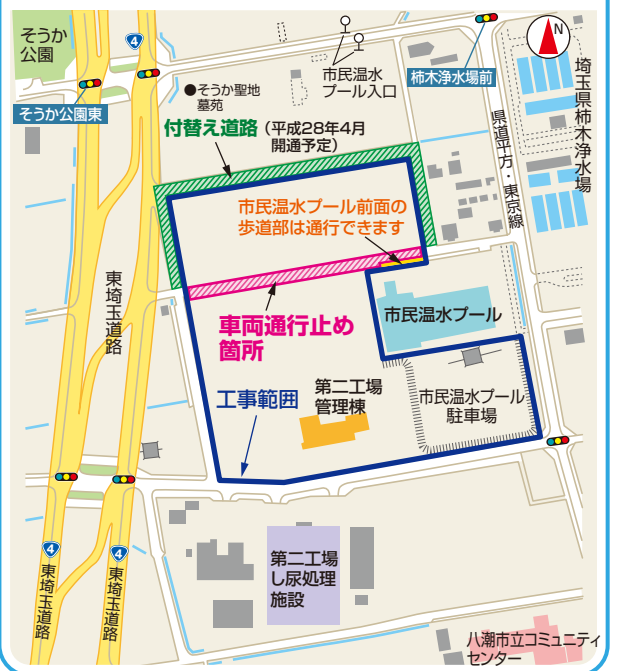 そうか
公園
4
市民温水
プール入口
柿木浄水場前
N
そうか公園東
●そうか聖地
墓苑
埼玉県柿木浄水場
付替え道路 (平成28年4月
開通予定)
県道平方・東京線
市民温水プール前面の
歩道部は通行できます
東埼玉道路
市民温水プール
車両通行止め
箇所
工事範囲
第二工場
管理棟
市民温水プール
駐車場
4
東埼玉道路
4
東埼玉道路
第二工場
し尿処理
施設
八潮市立コミュニティ
センター